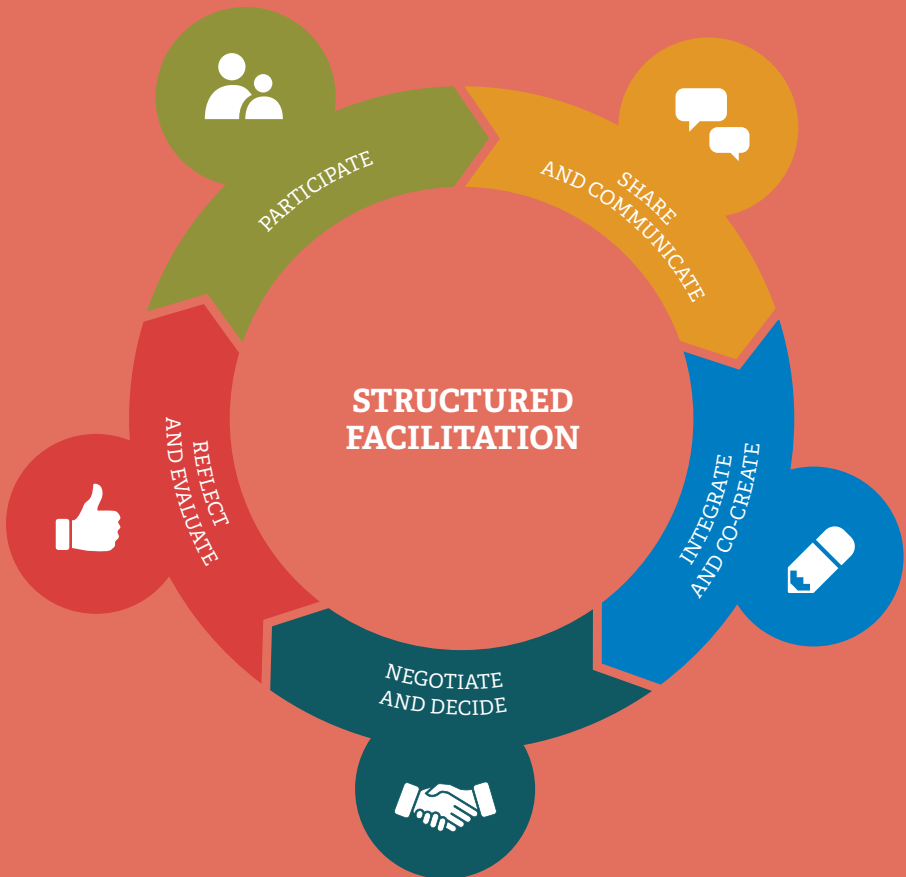 PARTICIPATE
SHARE
AND COMMUNICATE
STRUCTURED
FACILITATION
INTEGRATE
AND CO-CREATE
REFLECT
AND EVALUATE
NEGOTIATE
AND DECIDE